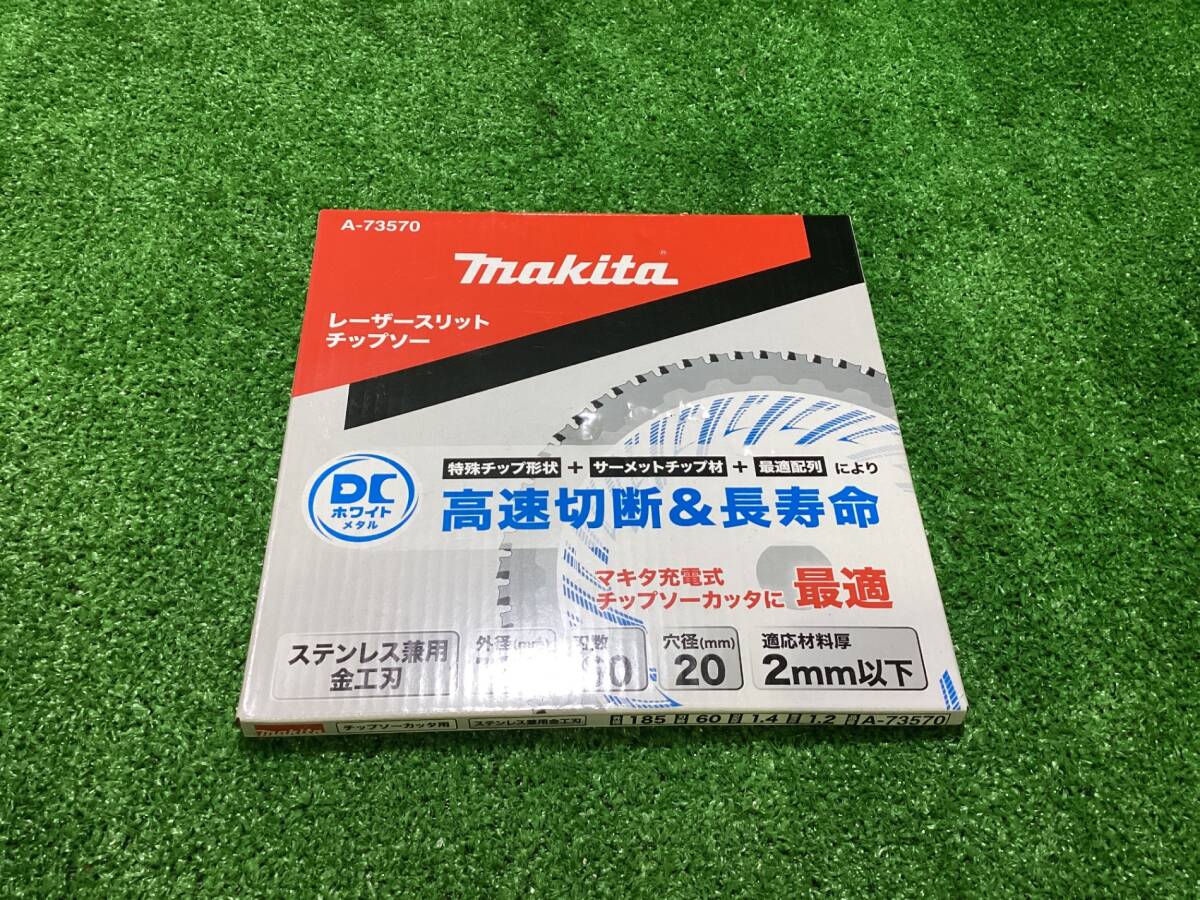 A-73570
makita®
レーザースリット
チップソー
DC
ホワイト
メタル
特殊チップ形状 + サーメットチップ材 + 最適配列 により
高速切断&長寿命
マキタ充電式
チップソーカッタに 最適
ステンレス兼用
金工刃
外径(mm)
刃数
穴径(mm)
20
適応材料厚
2mm以下
makita チップソーカッタ用 ステンレス兼用金工刃 185 60 1.4 1.2 A-73570